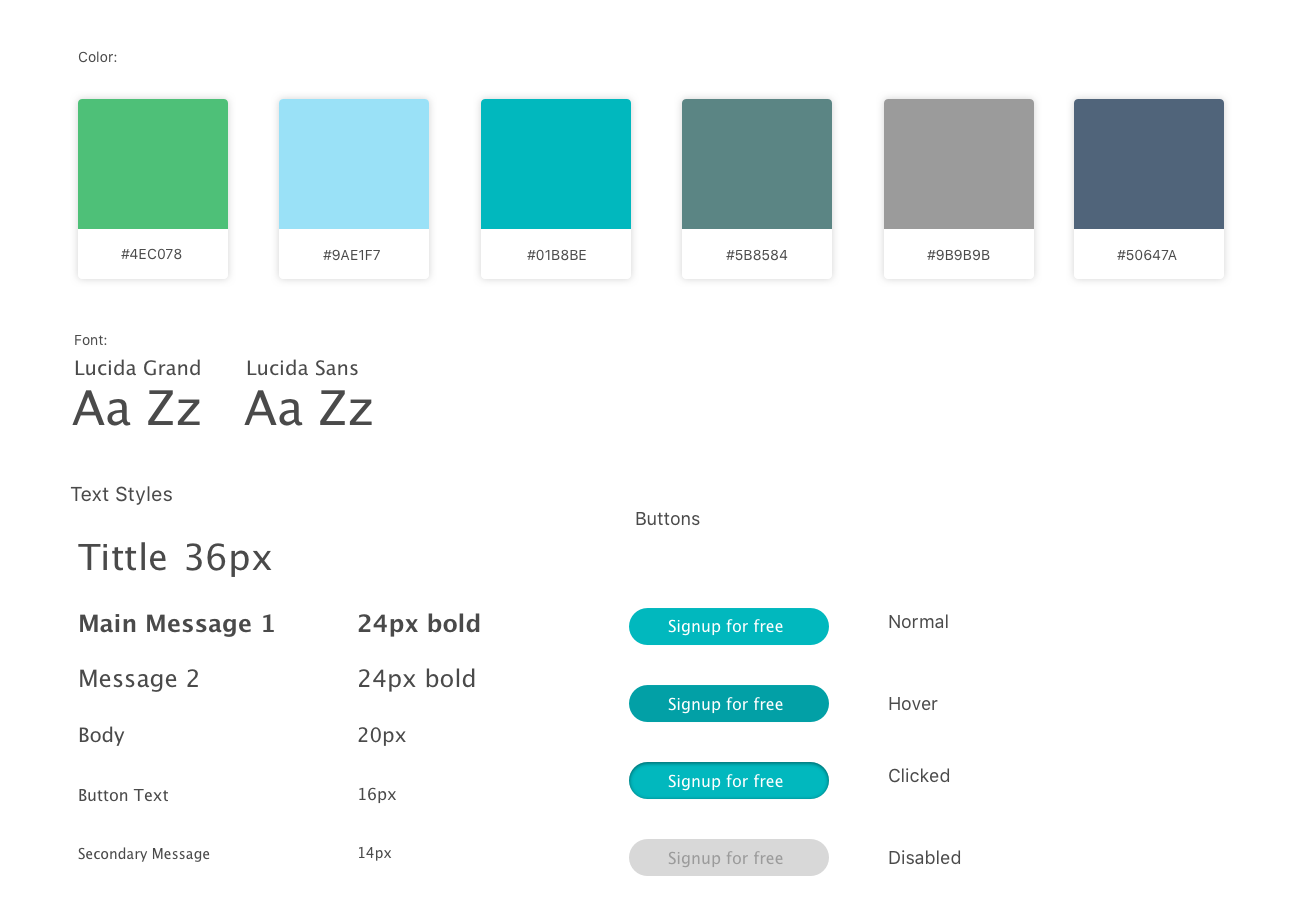 Color:
#4EC078
#9AE1F7
#01B8BE
#5B8584
#9B9B9B
#50647A
Font:
Lucida Grand
Lucida Sans
Aa Zz
Aa Zz
Text Styles
Tittle 36px
Main Message 1
24px bold
Message 2
24px bold
Body
20px
Button Text
16px
Secondary Message
14px
Buttons
Signup for free
Normal
Signup for free
Hover
Signup for free
Clicked
Signup for free
Disabled